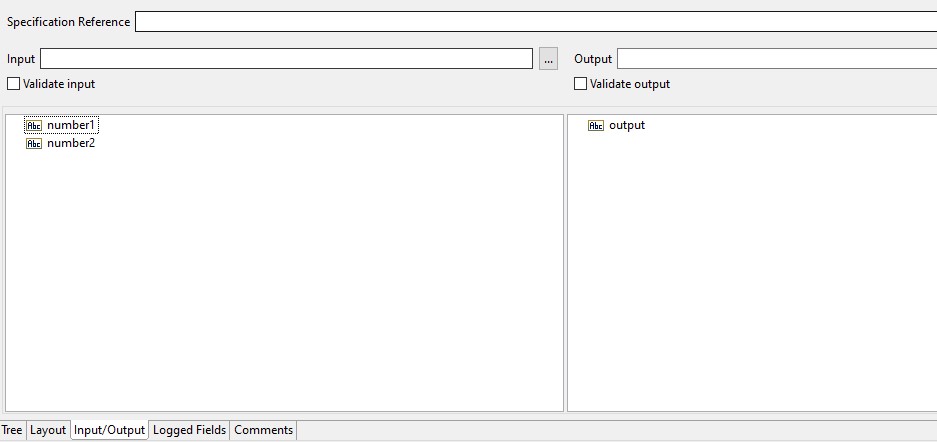 Specification Reference
Input ... Output
Validate input Validate output
Abc number1 Abc output
Abc number2
Tree Layout Input/Output Logged Fields Comments